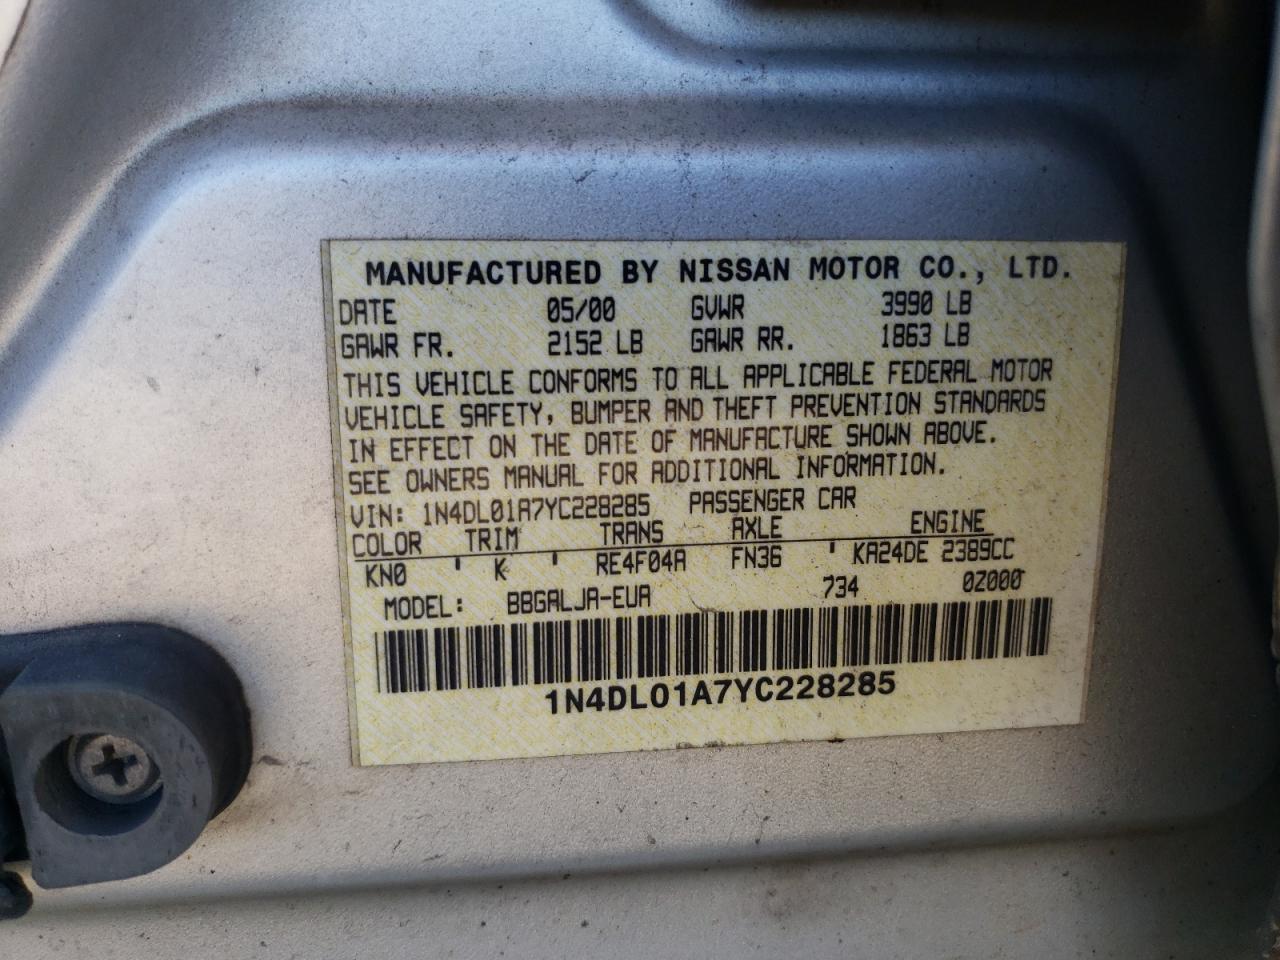 MANUFACTURED BY NISSAN MOTOR CO., LTD.
DATE 05/00 GVWR 3990 LB
GAWR FR. 2152 LB GAWR RR. 1863 LB
THIS VEHICLE CONFORMS TO ALL APPLICABLE FEDERAL MOTOR
VEHICLE SAFETY, BUMPER AND THEFT PREVENTION STANDARDS
IN EFFECT ON THE DATE OF MANUFACTURE SHOWN ABOVE.
SEE OWNERS MANUAL FOR ADDITIONAL INFORMATION.
VIN: 1N4DL01A7YC228285 PASSENGER CAR
COLOR TRIM TRANS AXLE ENGINE
KN0 ' K ' RE4F04A FN36 ' KA24DE 2389CC
MODEL: BBGALJA-EUA 734 0Z000
1N4DL01A7YC228285